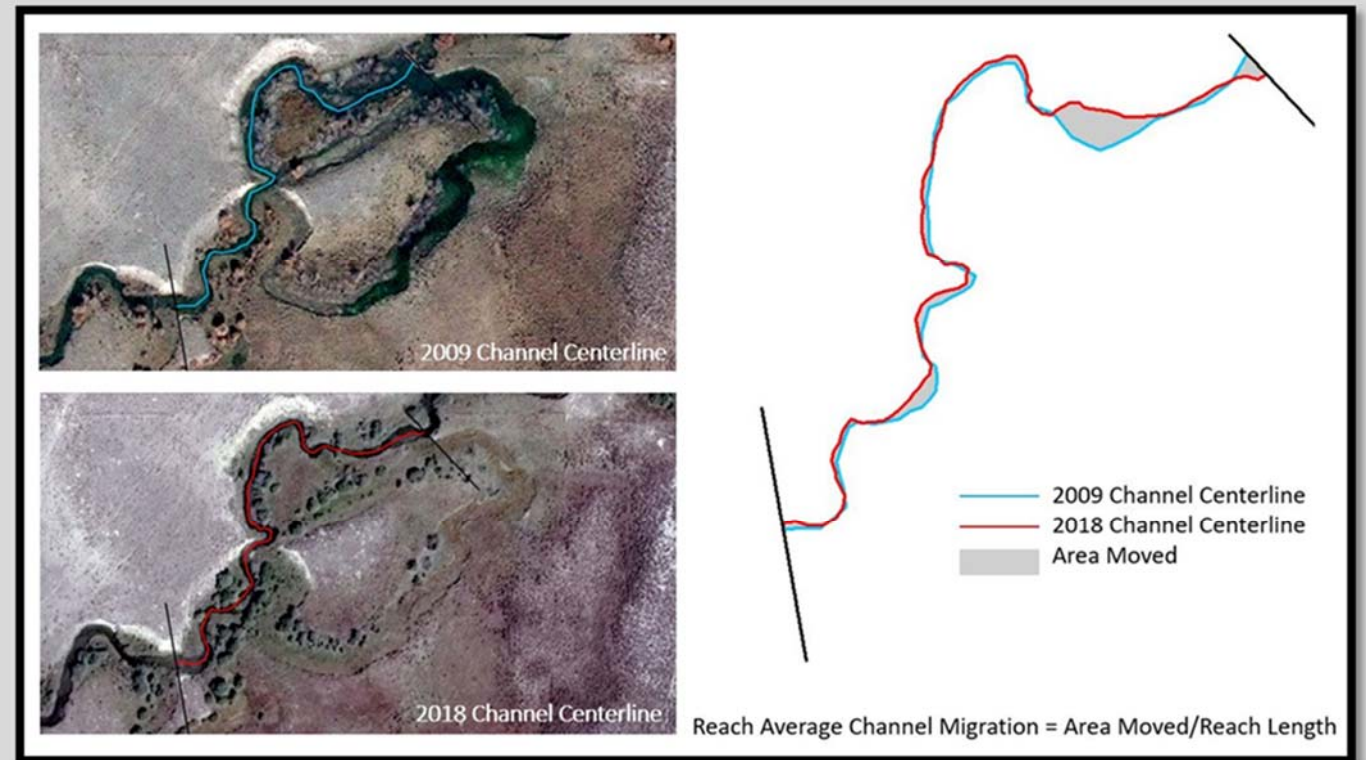 2009 Channel Centerline
2018 Channel Centerline
2009 Channel Centerline
2018 Channel Centerline
Area Moved
Reach Average Channel Migration = Area Moved/Reach Length